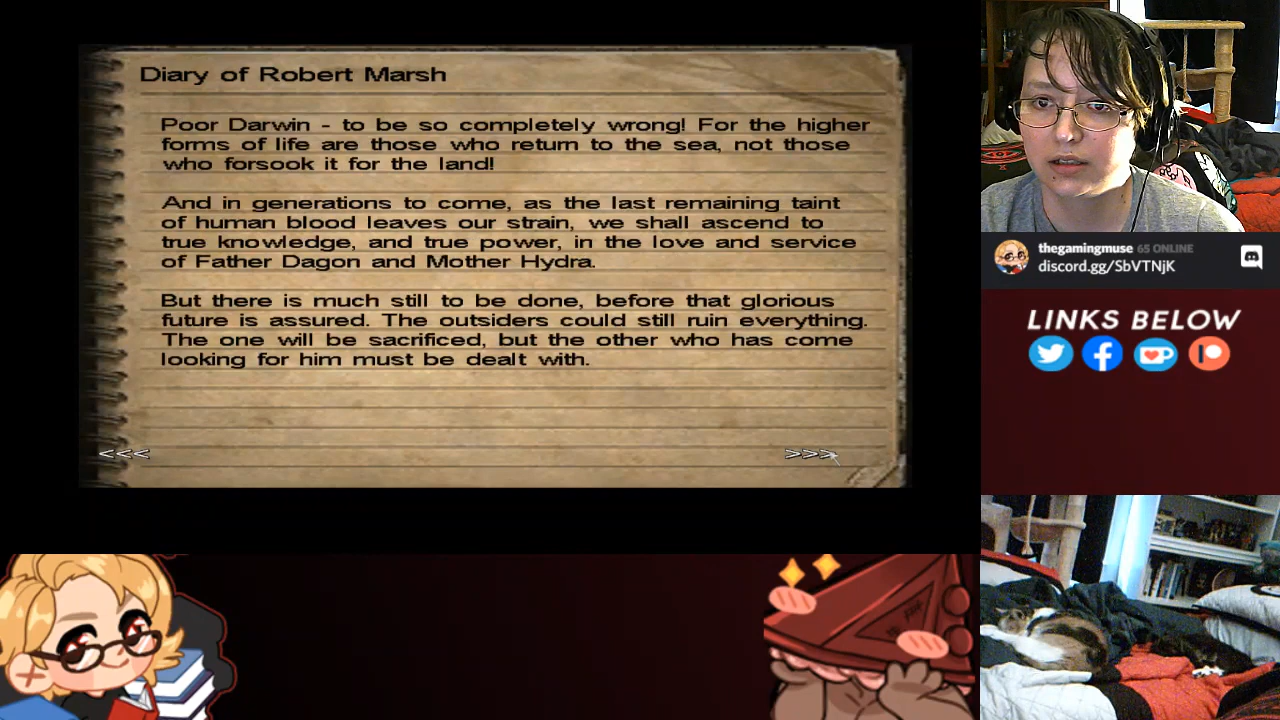 Diary of Robert Marsh
Poor Darwin - to be so completely wrong! For the higher
forms of life are those who return to the sea, not those
who forsook it for the land!
And in generations to come, as the last remaining taint
of human blood leaves our strain, we shall ascend to
true knowledge, and true power, in the love and service
of Father Dagon and Mother Hydra.
But there is much still to be done, before that glorious
future is assured. The outsiders could still ruin everything.
The one will be sacrificed, but the other who has come
looking for him must be dealt with.
<<< >>>
thegamingmuse 65 ONLINE
discord.gg/SbVTNjK
LINKS BELOW